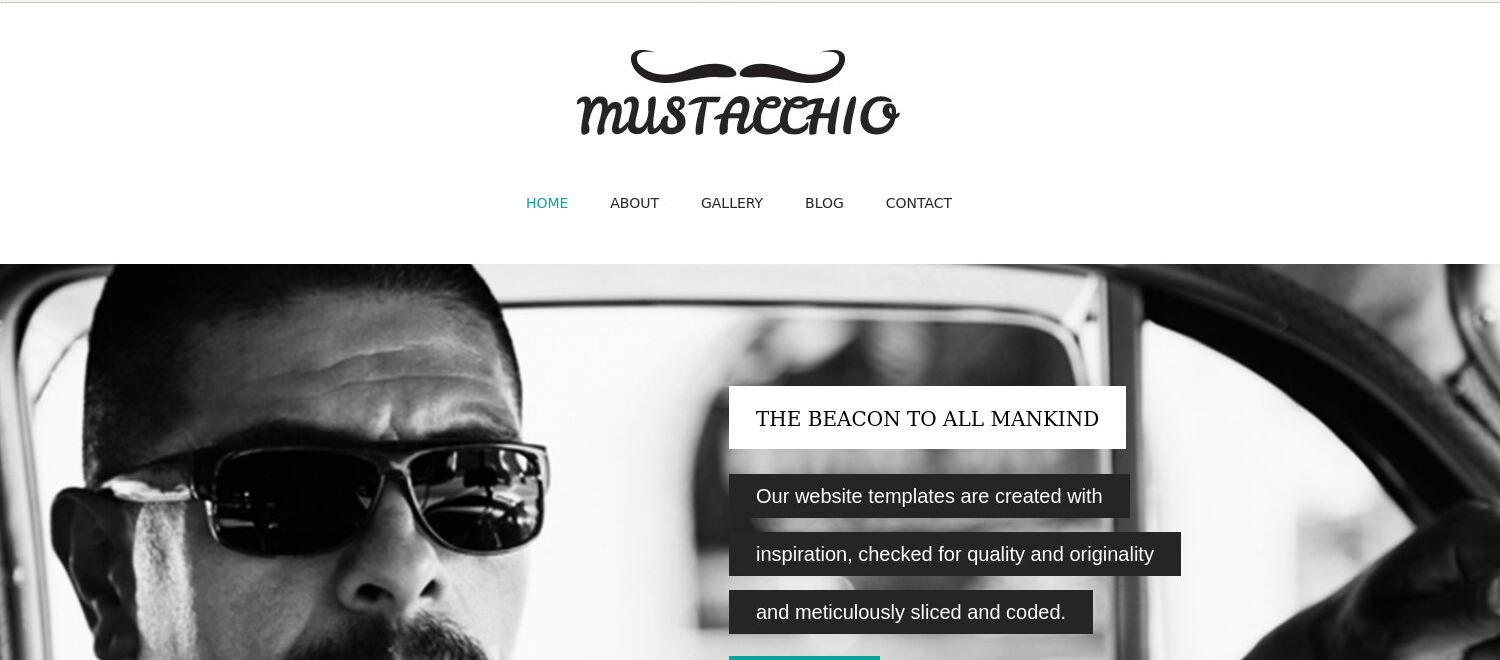 MUSTACCHIO
HOME ABOUT GALLERY BLOG CONTACT
THE BEACON TO ALL MANKIND
Our website templates are created with
inspiration, checked for quality and originality
and meticulously sliced and coded.